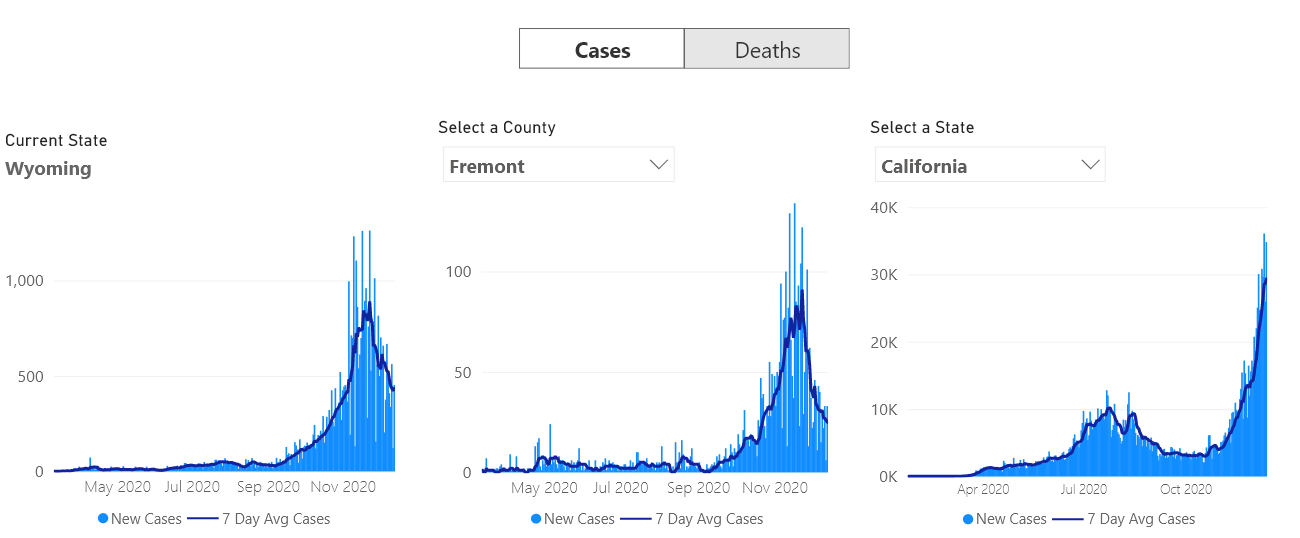 Cases Deaths
Current State
Wyoming
1,000
500
0
May 2020 Jul 2020 Sep 2020 Nov 2020
New Cases 7 Day Avg Cases
Select a County
Fremont
100
50
0
May 2020 Jul 2020 Sep 2020 Nov 2020
New Cases 7 Day Avg Cases
Select a State
California
40K
30K
20K
10K
0K
Apr 2020 Jul 2020 Oct 2020
New Cases 7 Day Avg Cases